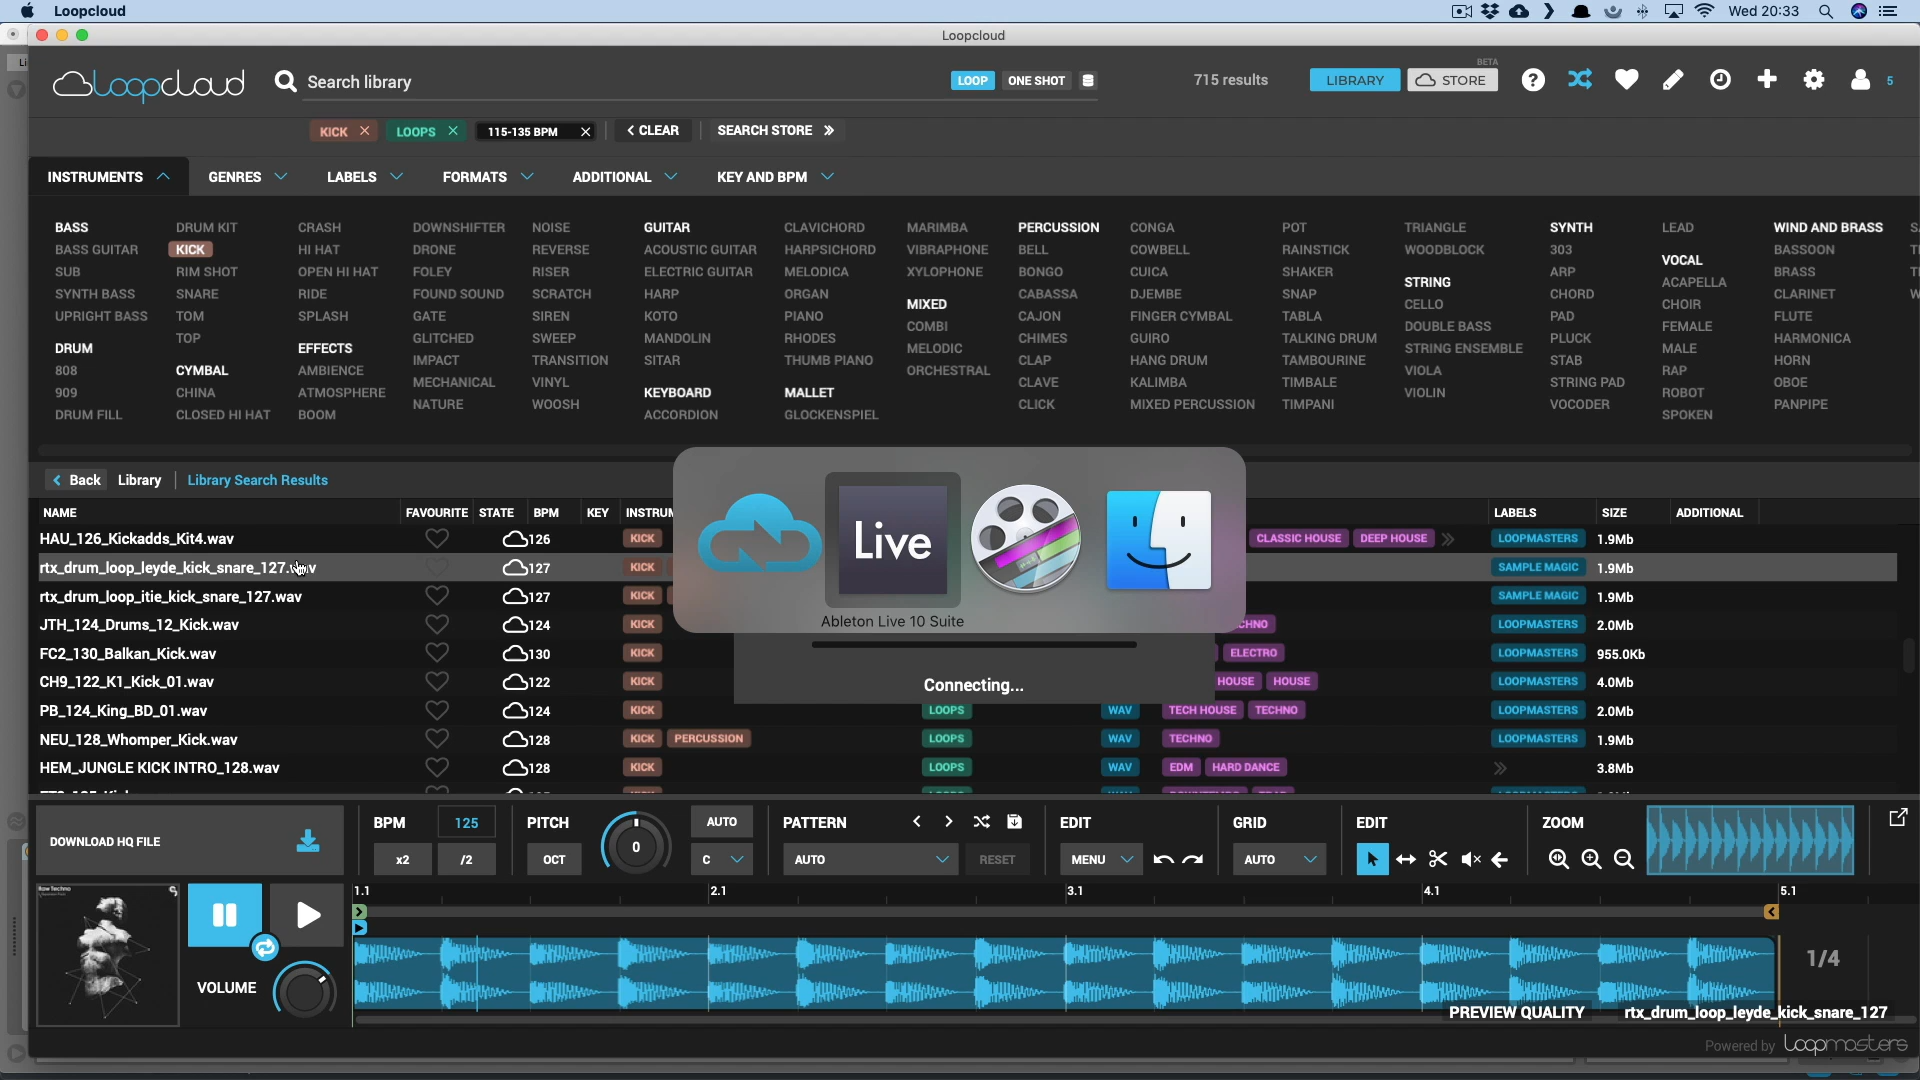 Loopcloud
Wed 20:33
Loopcloud
Loopcloud
Search library
LOOP
ONE SHOT
715 results
LIBRARY
BETA
STORE
5
KICK
LOOPS
115-135 BPM
CLEAR
SEARCH STORE
INSTRUMENTS
GENRES
LABELS
FORMATS
ADDITIONAL
KEY AND BPM
BASS
BASS GUITAR
SUB
SYNTH BASS
UPRIGHT BASS
DRUM
808
909
DRUM FILL
DRUM KIT
KICK
RIM SHOT
SNARE
TOM
TOP
CYMBAL
CHINA
CLOSED HI HAT
CRASH
HI HAT
OPEN HI HAT
RIDE
SPLASH
EFFECTS
AMBIENCE
ATMOSPHERE
BOOM
DOWNSHIFTER
DRONE
FOLEY
FOUND SOUND
GATE
GLITCHED
IMPACT
MECHANICAL
NATURE
NOISE
REVERSE
RISER
SCRATCH
SIREN
SWEEP
TRANSITION
VINYL
WOOSH
GUITAR
ACOUSTIC GUITAR
ELECTRIC GUITAR
HARP
KOTO
MANDOLIN
SITAR
KEYBOARD
ACCORDION
CLAVICHORD
HARPSICHORD
MELODICA
ORGAN
PIANO
RHODES
THUMB PIANO
MALLET
GLOCKENSPIEL
MARIMBA
VIBRAPHONE
XYLOPHONE
MIXED
COMBI
MELODIC
ORCHESTRAL
PERCUSSION
BELL
BONGO
CABASSA
CAJON
CHIMES
CLAP
CLAVE
CLICK
CONGA
COWBELL
CUICA
DJEMBE
FINGER CYMBAL
GUIRO
HANG DRUM
KALIMBA
MIXED PERCUSSION
POT
RAINSTICK
SHAKER
SNAP
TABLA
TALKING DRUM
TAMBOURINE
TIMBALE
TIMPANI
TRIANGLE
WOODBLOCK
STRING
CELLO
DOUBLE BASS
STRING ENSEMBLE
VIOLA
VIOLIN
SYNTH
303
ARP
CHORD
PAD
PLUCK
STAB
STRING PAD
VOCODER
LEAD
VOCAL
ACAPELLA
CHOIR
FEMALE
MALE
RAP
ROBOT
SPOKEN
WIND AND BRASS
BASSOON
BRASS
CLARINET
FLUTE
HARMONICA
HORN
OBOE
PANPIPE
Back Library Library Search Results
NAME FAVOURITE STATE BPM KEY INSTRUM LABELS SIZE ADDITIONAL
HAU_126_Kickadds_Kit4.wav 126 KICK CLASSIC HOUSE DEEP HOUSE LOOPMASTERS 1.9Mb
rtx_drum_loop_leyde_kick_snare_127.wav 127 KICK SAMPLE MAGIC 1.9Mb
rtx_drum_loop_itie_kick_snare_127.wav 127 KICK SAMPLE MAGIC 1.9Mb
JTH_124_Drums_12_Kick.wav 124 KICK LOOPMASTERS 2.0Mb
FC2_130_Balkan_Kick.wav 130 KICK ELECTRO LOOPMASTERS 955.0Kb
CH9_122_K1_Kick_01.wav 122 KICK HOUSE HOUSE LOOPMASTERS 4.0Mb
PB_124_King_BD_01.wav 124 KICK LOOPS WAV TECH HOUSE TECHNO LOOPMASTERS 2.0Mb
NEU_128_Whomper_Kick.wav 128 KICK PERCUSSION LOOPS WAV TECHNO LOOPMASTERS 1.9Mb
HEM_JUNGLE KICK INTRO_128.wav 128 KICK LOOPS WAV EDM HARD DANCE 3.8Mb
Live
Ableton Live 10 Suite
Connecting...
DOWNLOAD HQ FILE
BPM 125
x2 /2
PITCH
OCT
0
AUTO
C
PATTERN
AUTO RESET
EDIT
MENU
GRID
AUTO
EDIT
ZOOM
1.1 2.1 3.1 4.1 5.1
Raw Techno
VOLUME
1/4
PREVIEW QUALITY rtx_drum_loop_leyde_kick_snare_127
Powered by Loopmasters